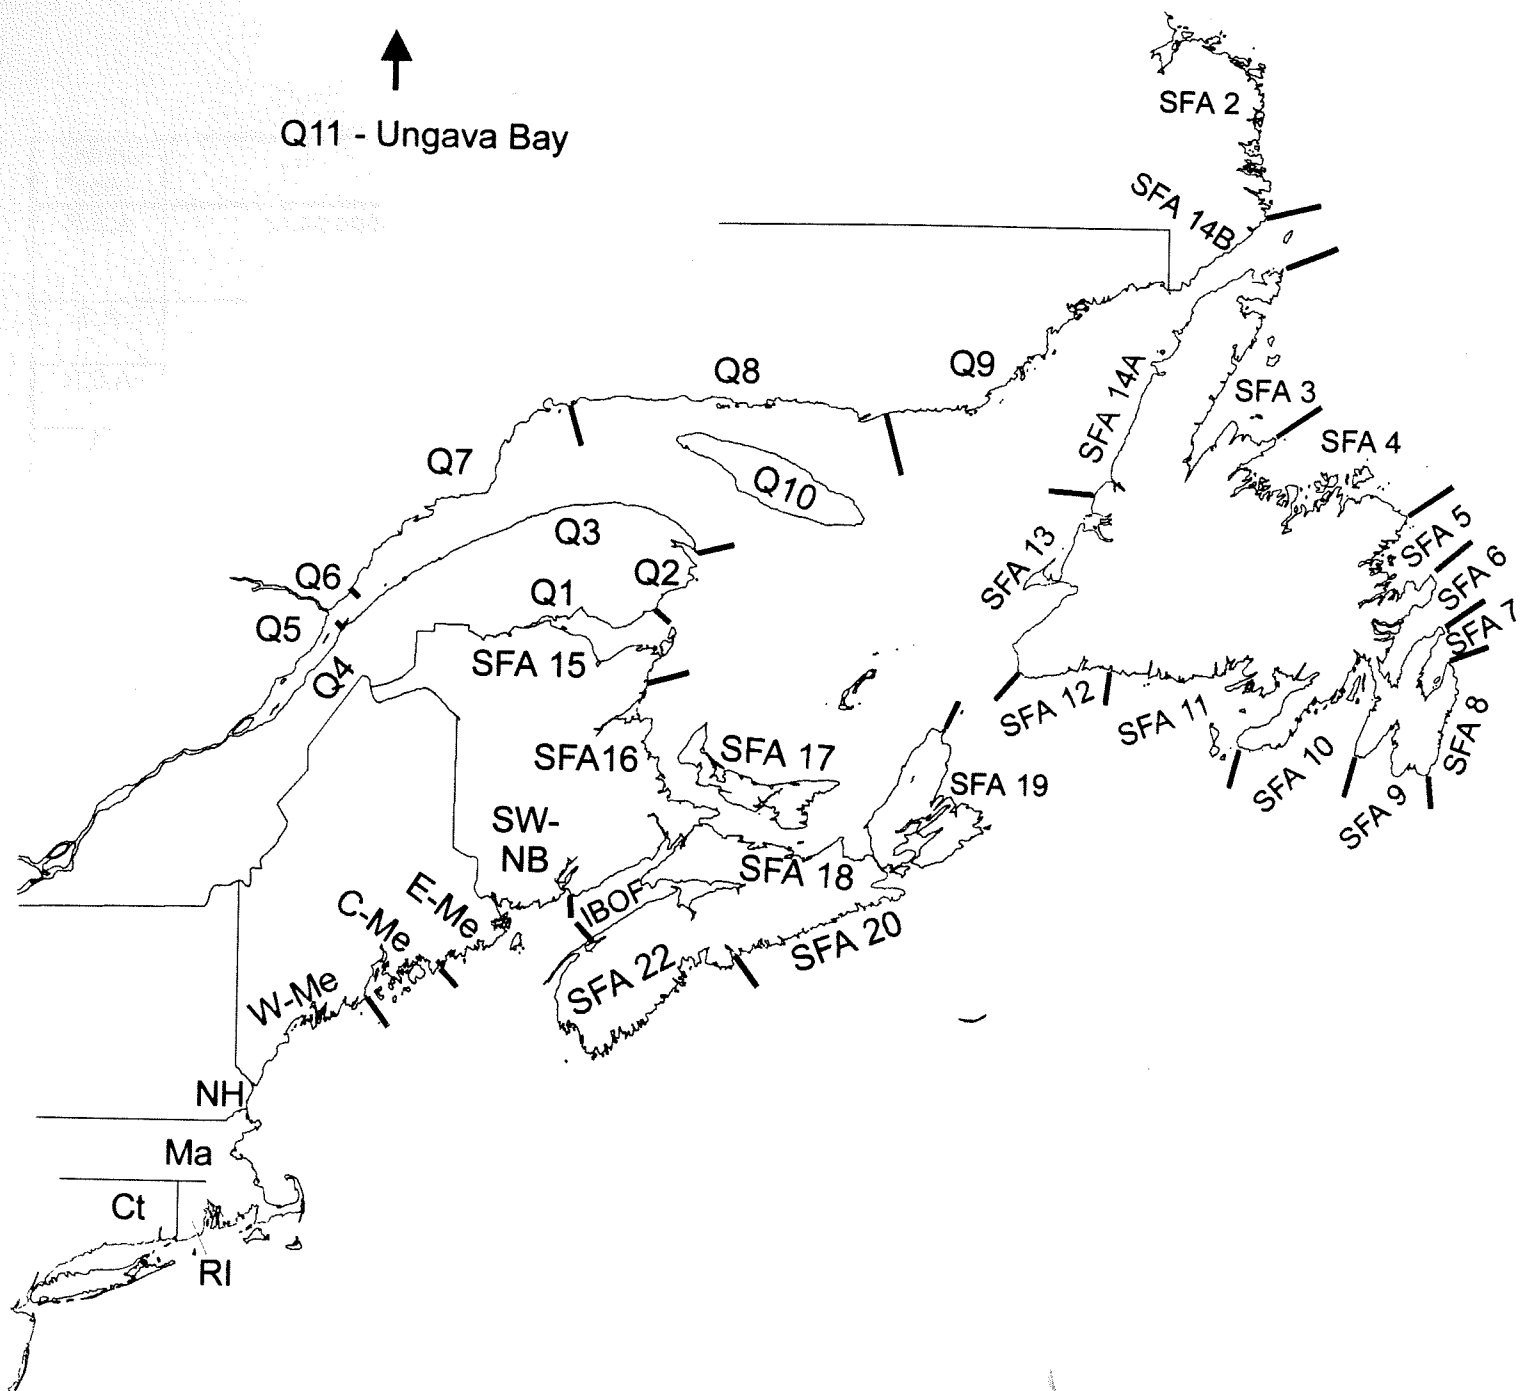 Q11 - Ungava Bay
SFA 2
SFA 14B
Q9
Q8
SFA 14A
SFA 3
SFA 4
Q7
Q10
Q3
SFA 5
SFA 13
SFA 6
Q6
Q2
Q1
SFA 7
Q5
SFA 15
Q4
SFA 12
SFA 11
SFA 8
SFA16
SFA 17
SFA 10
SFA 19
SFA 9
SW-
NB
SFA 18
IBOF
E-Me
C-Me
SFA 20
SFA 22
W-Me
NH
Ma
Ct
RI